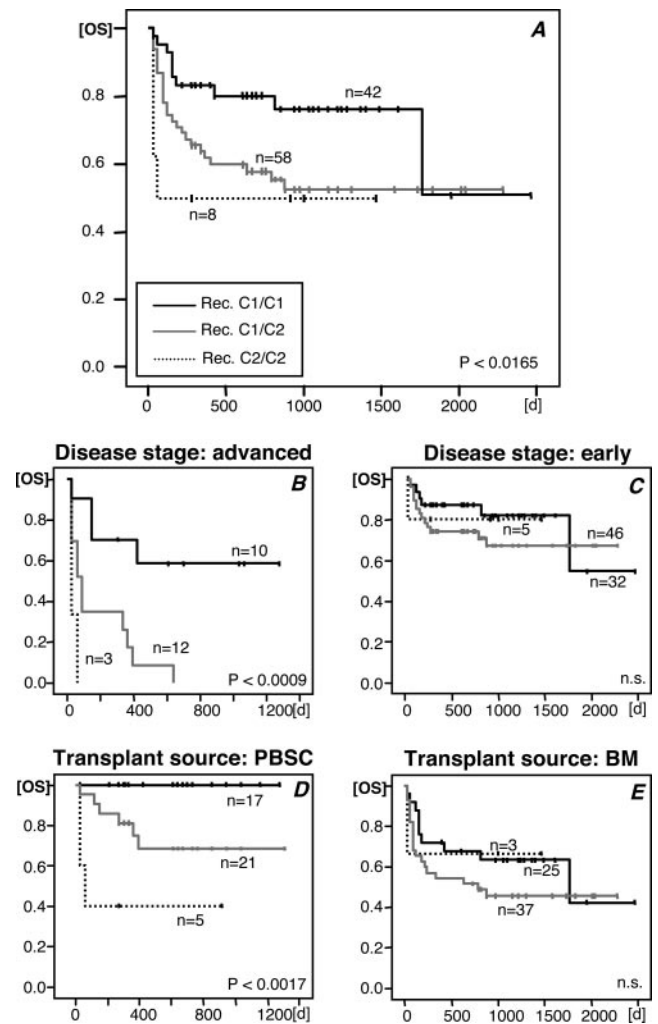 [OS]
A
n=42
0.8
0.6
n=58
0.4
n=8
0.2
Rec. C1/C1
Rec. C1/C2
Rec. C2/C2
0.0
P < 0.0165
0 500 1000 1500 2000 [d]
Disease stage: advanced
[OS]
B
0.8
0.6
n=10
0.4
0.2
n=3
n=12
0.0
P < 0.0009
0 400 800 1200[d]
Disease stage: early
[OS]
C
0.8
n=5
n=46
0.6
n=32
0.4
0.2
0.0
n.s.
0 500 1000 1500 2000 [d]
Transplant source: PBSC
[OS]
D
n=17
0.8
0.6
n=21
0.4
n=5
0.2
0.0
P < 0.0017
0 400 800 1200 [d]
Transplant source: BM
[OS]
E
0.8
n=3
0.6
n=25
0.4
n=37
0.2
0.0
n.s.
0 500 1000 1500 2000 [d]